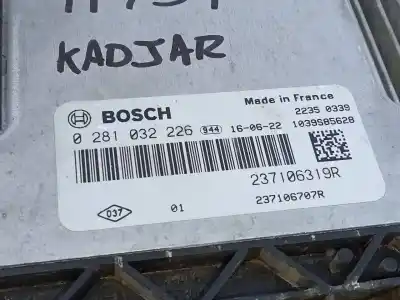 KADJAR
BOSCH
Made in France
2235 0339
0 281 032 226 944 16-06-22 1039S85628
237106319R
037 01 237106707R